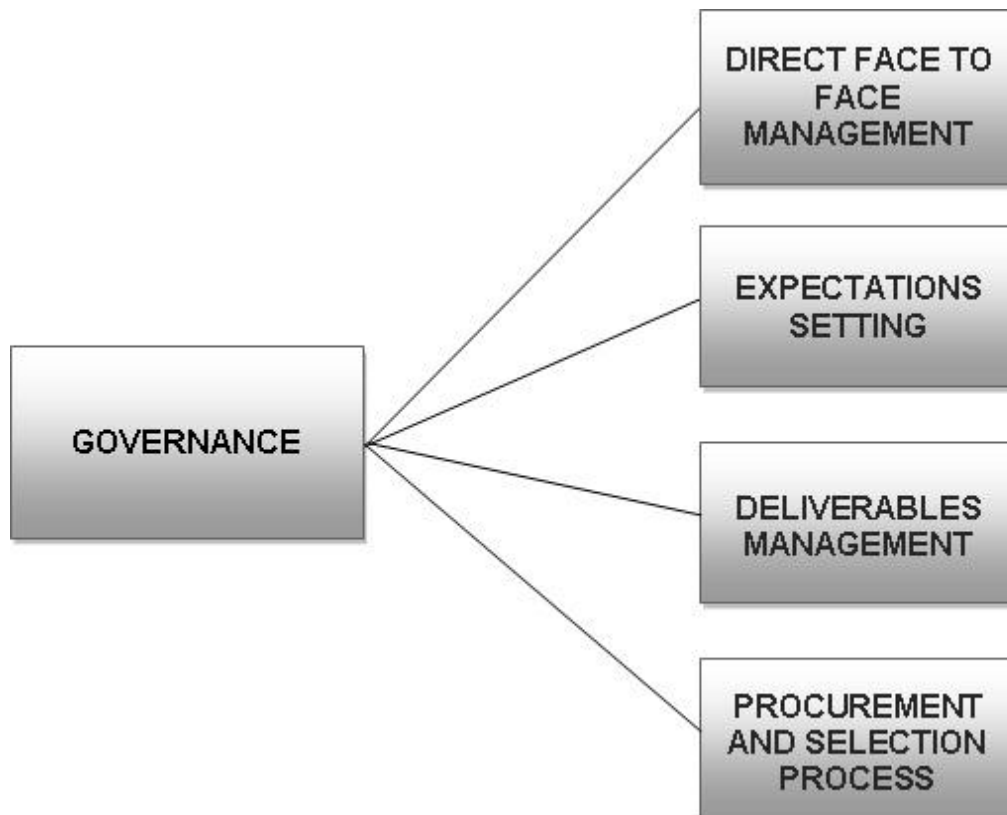 DIRECT FACE TO
FACE
MANAGEMENT
EXPECTATIONS
SETTING
GOVERNANCE
DELIVERABLES
MANAGEMENT
PROCUREMENT
AND SELECTION
PROCESS